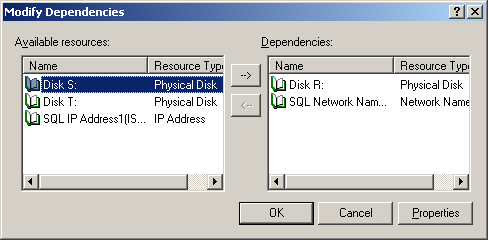 Modify Dependencies
Available resources:
Dependencies:
Name Resource Type
Disk S: Physical Disk
Disk T: Physical Disk
SQL IP Address1(IS... IP Address
-->
<--
Name Resource Typ
Disk R: Physical Disk
SQL Network Nam... Network Name
OK
Cancel
Properties